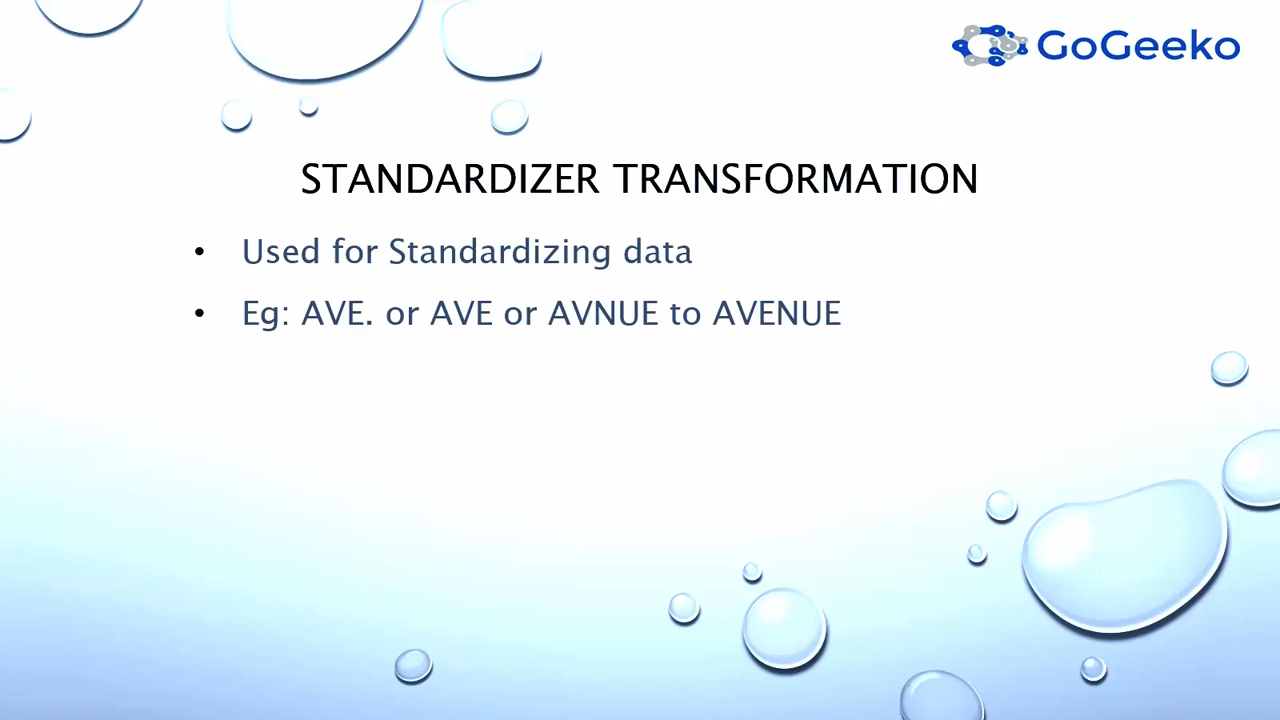 GoGeeko
STANDARDIZER TRANSFORMATION
• Used for Standardizing data
• Eg: AVE. or AVE or AVNUE to AVENUE